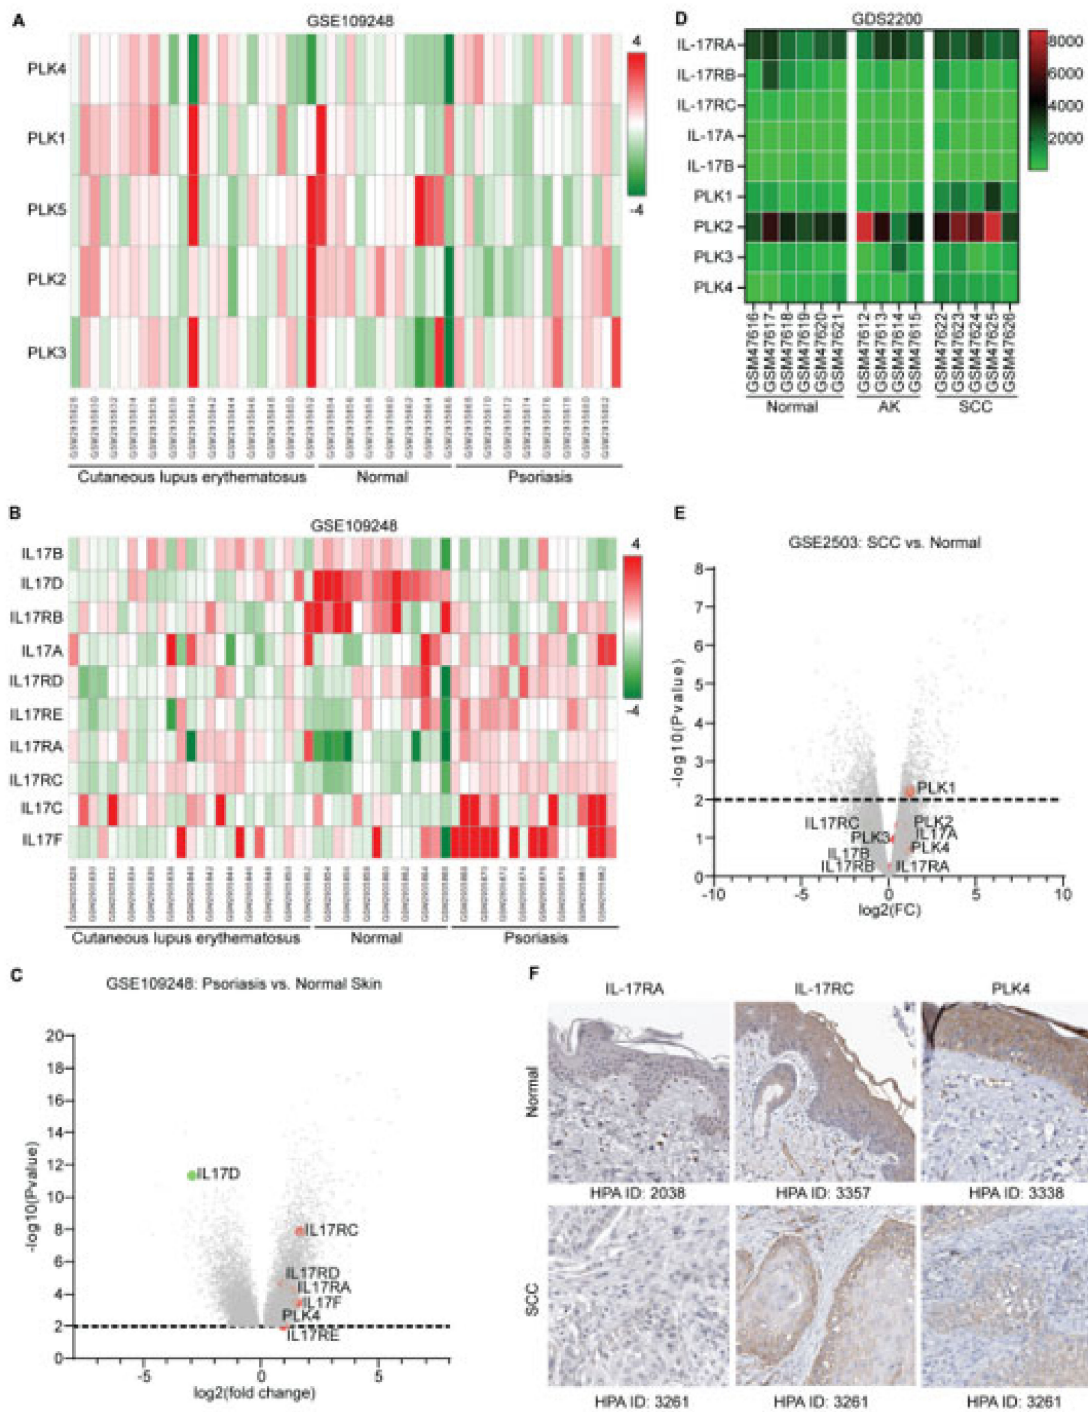 A
GSE109248
PLK4
PLK1
PLK5
PLK2
PLK3
4
-4
Cutaneous lupus erythematosus
Normal
Psoriasis
B
GSE109248
IL17B
IL17D
IL17RB
IL17A
IL17RD
IL17RE
IL17RA
IL17RC
IL17C
IL17F
4
-4
Cutaneous lupus erythematosus
Normal
Psoriasis
C
GSE109248: Psoriasis vs. Normal Skin
-log10(Pvalue)
20
18
16
14
12
10
8
6
4
2
0
-5
0
5
log2(fold change)
IL17D
IL17RC
IL17RD
IL17RA
IL17F
PLK4
IL17RE
D
GDS2200
IL-17RA
IL-17RB
IL-17RC
IL-17A
IL-17B
PLK1
PLK2
PLK3
PLK4
8000
6000
4000
2000
GSM47616
GSM47617
GSM47618
GSM47619
GSM47620
GSM47621
GSM47612
GSM47613
GSM47614
GSM47615
GSM47622
GSM47623
GSM47624
GSM47625
GSM47626
Normal
AK
SCC
E
GSE2503: SCC vs. Normal
-log10(Pvalue)
8
7
6
5
4
3
2
1
0
-10
-5
0
5
10
log2(FC)
PLK1
IL17RC
PLK2
PLK3
IL17A
IL17B
PLK4
IL17RB
IL17RA
F
IL-17RA
IL-17RC
PLK4
Normal
HPA ID: 2038
HPA ID: 3357
HPA ID: 3338
SCC
HPA ID: 3261
HPA ID: 3261
HPA ID: 3261